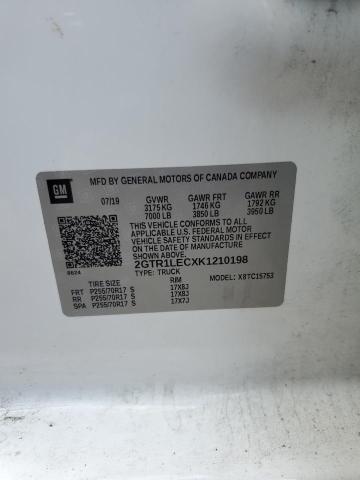 GM
MFD BY GENERAL MOTORS OF CANADA COMPANY
07/19 GVWR GAWR FRT GAWR RR
3175 KG 1746 KG 1792 KG
7000 LB 3850 LB 3950 LB
THIS VEHICLE CONFORMS TO ALL
APPLICABLE U.S. FEDERAL MOTOR
VEHICLE SAFETY STANDARDS IN
EFFECT ON THE DATE OF MANUFACTURE
SHOWN ABOVE.
0624 2GTR1LECXK1210198
TYPE: TRUCK MODEL: X8TC15753
TIRE SIZE RIM
FRT P255/70R17 S 17X8J
RR P255/70R17 S 17X8J
SPA P255/70R17 S 17X7J